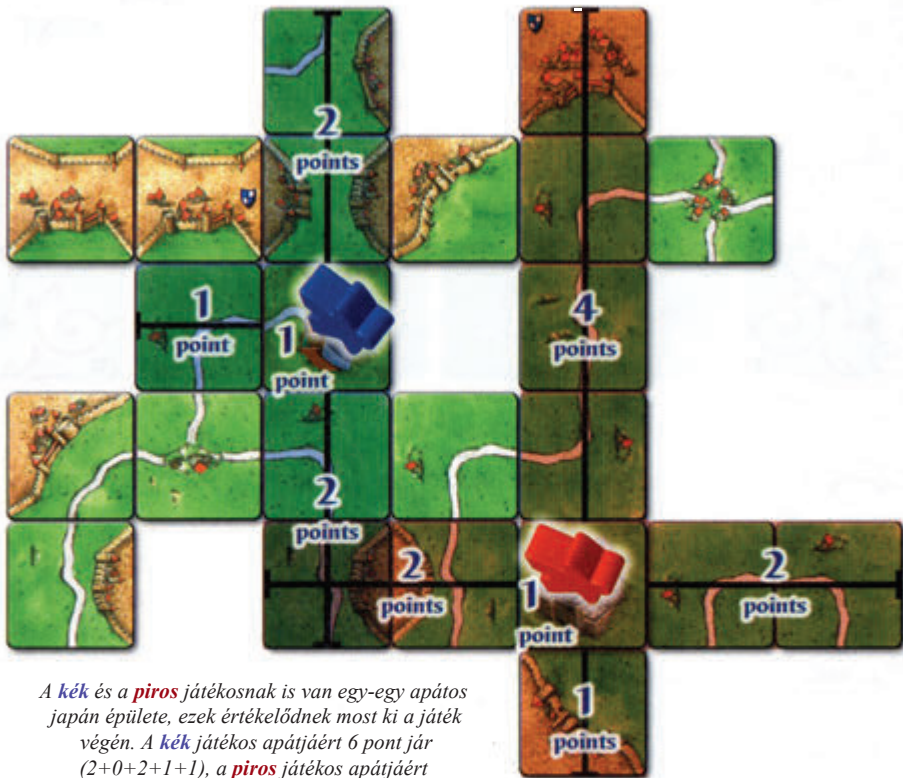 2
points
1
point
1
point
4
points
2
points
2
points
1
point
2
points
1
points
A kék és a piros játékosnak is van egy-egy apátos
japán épülete, ezek értékelődnek most ki a játék
végén. A kék játékos apátjáért 6 pont jár
(2+0+2+1+1), a piros játékos apátjáért